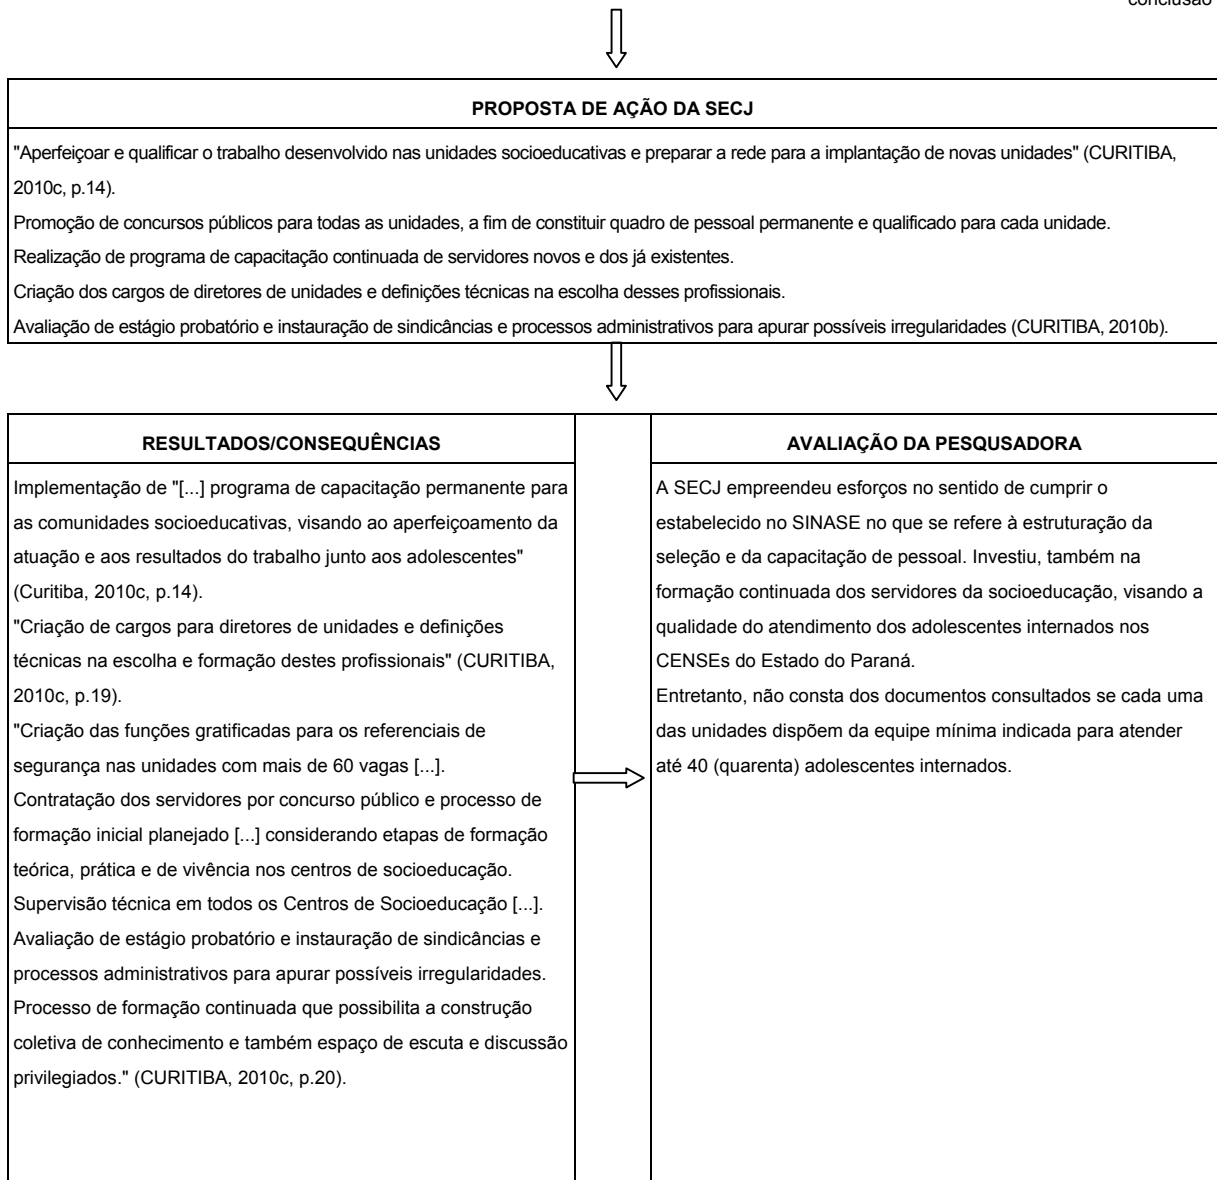 conclusão
PROPOSTA DE AÇÃO DA SECJ
"Aperfeiçoar e qualificar o trabalho desenvolvido nas unidades socioeducativas e preparar a rede para a implantação de novas unidades" (CURITIBA,
2010c, p.14).
Promoção de concursos públicos para todas as unidades, a fim de constituir quadro de pessoal permanente e qualificado para cada unidade.
Realização de programa de capacitação continuada de servidores novos e dos já existentes.
Criação dos cargos de diretores de unidades e definições técnicas na escolha desses profissionais.
Avaliação de estágio probatório e instauração de sindicâncias e processos administrativos para apurar possíveis irregularidades (CURITIBA, 2010b).
RESULTADOS/CONSEQUÊNCIAS
Implementação de "[...] programa de capacitação permanente para
as comunidades socioeducativas, visando ao aperfeiçoamento da
atuação e aos resultados do trabalho junto aos adolescentes"
(Curitiba, 2010c, p.14).
"Criação de cargos para diretores de unidades e definições
técnicas na escolha e formação destes profissionais" (CURITIBA,
2010c, p.19).
"Criação das funções gratificadas para os referenciais de
segurança nas unidades com mais de 60 vagas [...].
Contratação dos servidores por concurso público e processo de
formação inicial planejado [...] considerando etapas de formação
teórica, prática e de vivência nos centros de socioeducação.
Supervisão técnica em todos os Centros de Socioeducação [...].
Avaliação de estágio probatório e instauração de sindicâncias e
processos administrativos para apurar possíveis irregularidades.
Processo de formação continuada que possibilita a construção
coletiva de conhecimento e também espaço de escuta e discussão
privilegiados." (CURITIBA, 2010c, p.20).
AVALIAÇÃO DA PESQUSADORA
A SECJ empreendeu esforços no sentido de cumprir o
estabelecido no SINASE no que se refere à estruturação da
seleção e da capacitação de pessoal. Investiu, também na
formação continuada dos servidores da socioeducação, visando a
qualidade do atendimento dos adolescentes internados nos
CENSEs do Estado do Paraná.
Entretanto, não consta dos documentos consultados se cada uma
das unidades dispõem da equipe mínima indicada para atender
até 40 (quarenta) adolescentes internados.